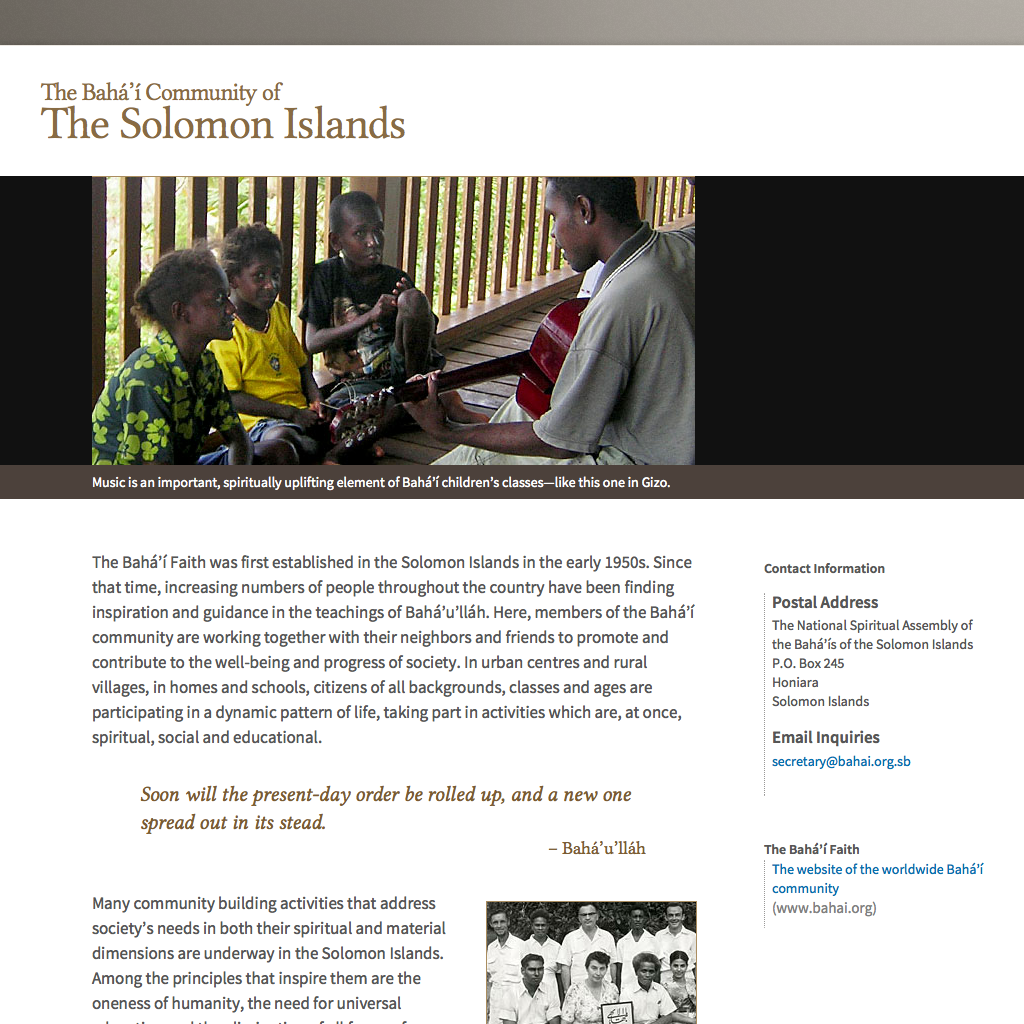 The Bahá’í Community of
The Solomon Islands
Music is an important, spiritually uplifting element of Bahá’í children’s classes—like this one in Gizo.
The Bahá’í Faith was first established in the Solomon Islands in the early 1950s. Since
that time, increasing numbers of people throughout the country have been finding
inspiration and guidance in the teachings of Bahá’u’lláh. Here, members of the Bahá’í
community are working together with their neighbors and friends to promote and
contribute to the well-being and progress of society. In urban centres and rural
villages, in homes and schools, citizens of all backgrounds, classes and ages are
participating in a dynamic pattern of life, taking part in activities which are, at once,
spiritual, social and educational.
Soon will the present-day order be rolled up, and a new one
spread out in its stead.
– Bahá’u’lláh
Many community building activities that address
society’s needs in both their spiritual and material
dimensions are underway in the Solomon Islands.
Among the principles that inspire them are the
oneness of humanity, the need for universal
Contact Information
Postal Address
The National Spiritual Assembly of
the Bahá’ís of the Solomon Islands
P.O. Box 245
Honiara
Solomon Islands
Email Inquiries
secretary@bahai.org.sb
The Bahá’í Faith
The website of the worldwide Bahá’í
community
(www.bahai.org)